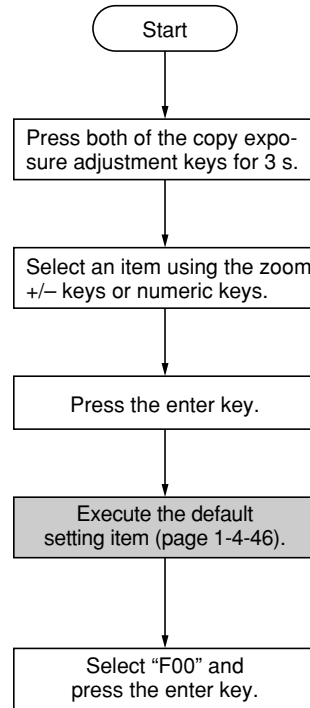 Start
Press both of the copy expo-
sure adjustment keys for 3 s.
Select an item using the zoom
+/– keys or numeric keys.
Press the enter key.
Execute the default
setting item (page 1-4-46).
Select “F00” and
press the enter key.